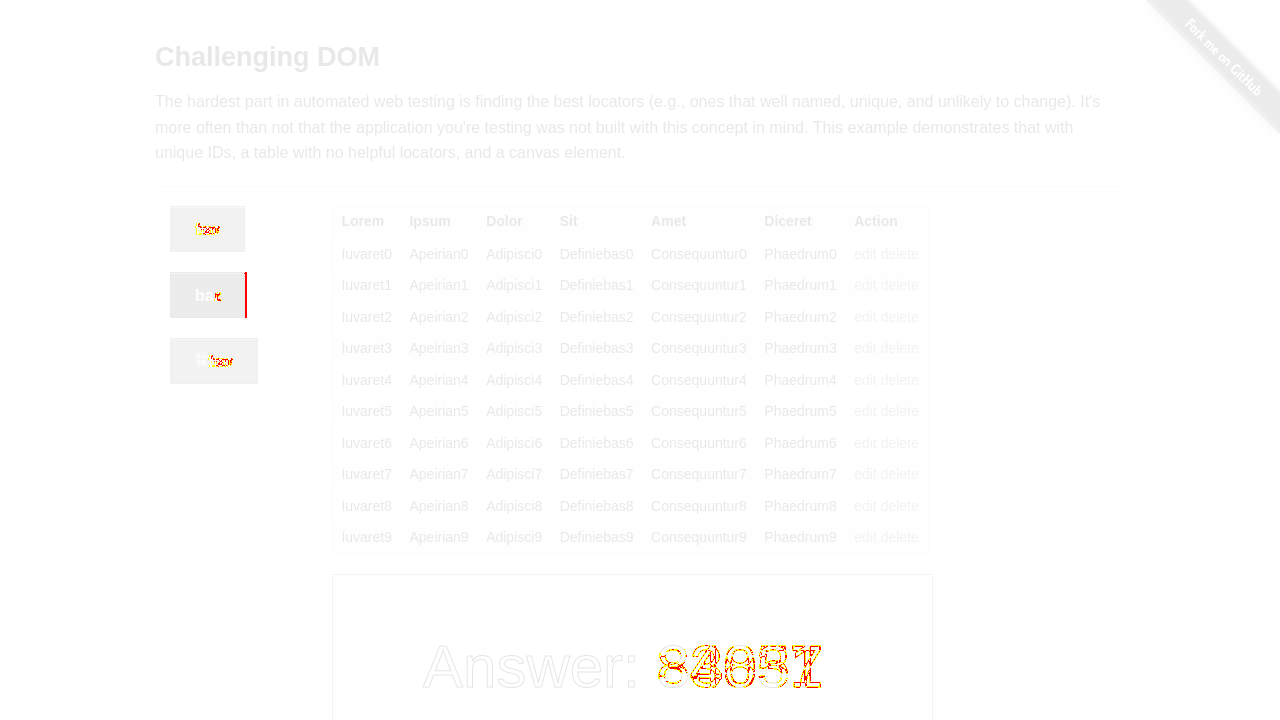 Fork me on GitHub
Challenging DOM
The hardest part in automated web testing is finding the best locators (e.g., ones that well named, unique, and unlikely to change). It's
more often than not that the application you're testing was not built with this concept in mind. This example demonstrates that with
unique IDs, a table with no helpful locators, and a canvas element.
Lorem Ipsum Dolor Sit Amet Diceret Action
Iuvaret0 Apeirian0 Adipisci0 Definiebas0 Consequuntur0 Phaedrum0 edit delete
Iuvaret1 Apeirian1 Adipisci1 Definiebas1 Consequuntur1 Phaedrum1 edit delete
Iuvaret2 Apeirian2 Adipisci2 Definiebas2 Consequuntur2 Phaedrum2 edit delete
Iuvaret3 Apeirian3 Adipisci3 Definiebas3 Consequuntur3 Phaedrum3 edit delete
Iuvaret4 Apeirian4 Adipisci4 Definiebas4 Consequuntur4 Phaedrum4 edit delete
Iuvaret5 Apeirian5 Adipisci5 Definiebas5 Consequuntur5 Phaedrum5 edit delete
Iuvaret6 Apeirian6 Adipisci6 Definiebas6 Consequuntur6 Phaedrum6 edit delete
Iuvaret7 Apeirian7 Adipisci7 Definiebas7 Consequuntur7 Phaedrum7 edit delete
Iuvaret8 Apeirian8 Adipisci8 Definiebas8 Consequuntur8 Phaedrum8 edit delete
Iuvaret9 Apeirian9 Adipisci9 Definiebas9 Consequuntur9 Phaedrum9 edit delete
Answer: